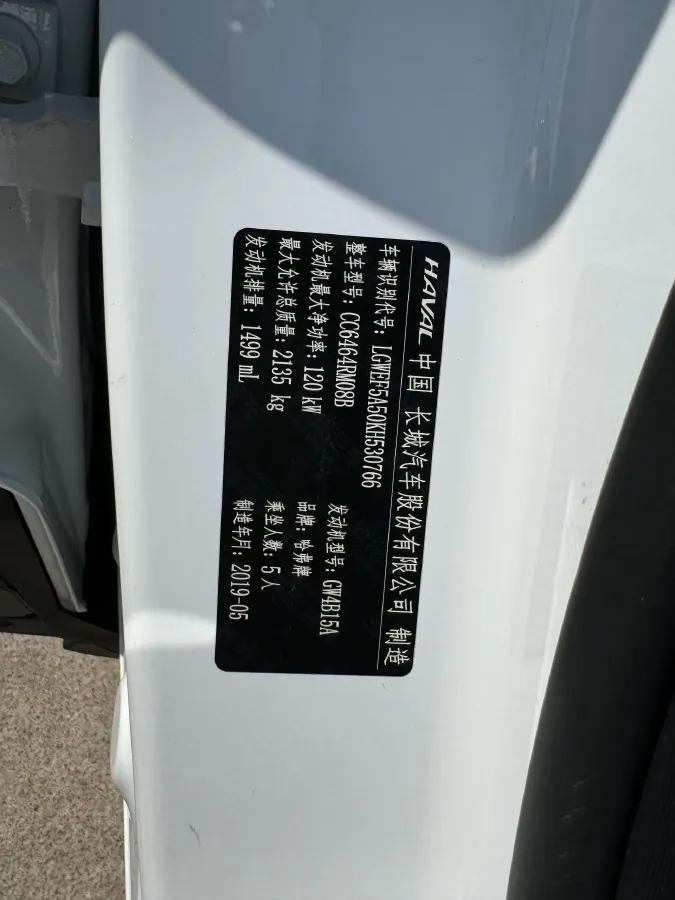 HAVAL 中国 长城汽车股份有限公司 制造
车辆识别代号: LGWEF5A50KH530766
整车型号: CC6464RM08B 发动机型号: GW4B15A
发动机最大净功率: 120 kW 品牌: 哈弗牌
最大允许总质量: 2135 kg 乘坐人数: 5 人
发动机排量: 1499 mL 制造年月: 2019-05